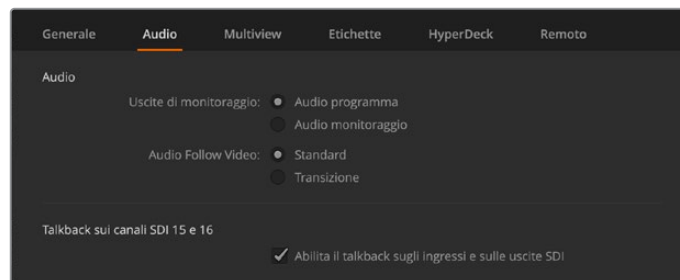 Generale Audio Multiview Etichette HyperDeck Remoto
Audio
Uscite di monitoraggio: Audio programma
Audio monitoraggio
Audio Follow Video: Standard
Transizione
Talkback sui canali SDI 15 e 16
Abilita il talkback sugli ingressi e sulle uscite SDI